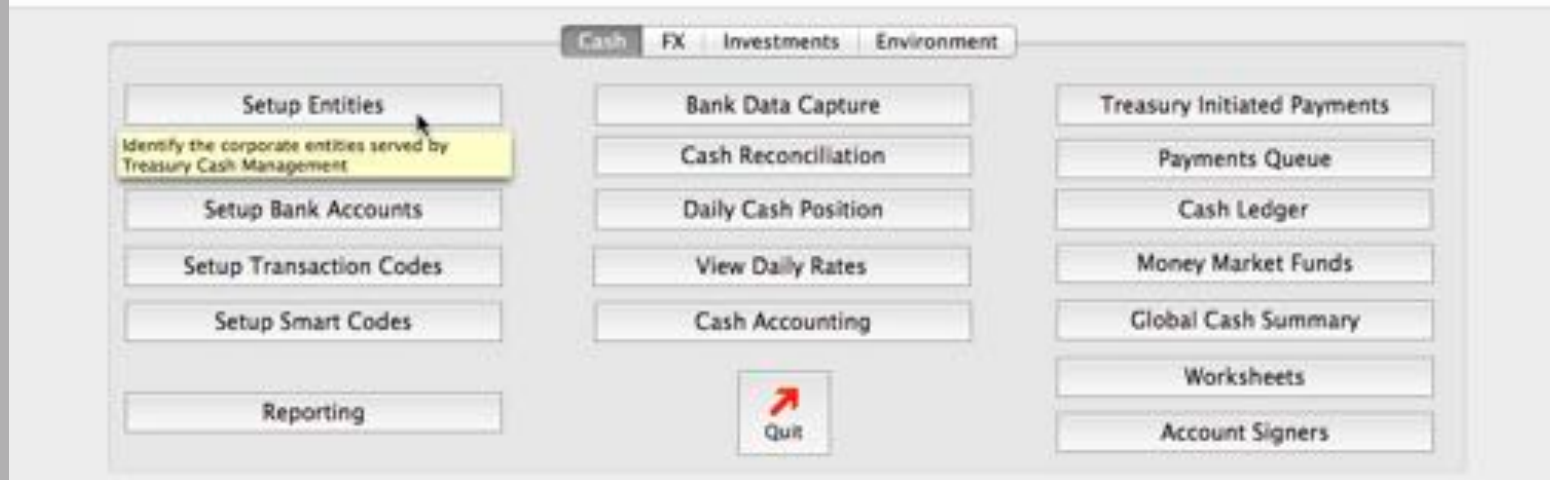 Cash FX Investments Environment
Setup Entities
Identify the corporate entities served by
Treasury Cash Management
Setup Bank Accounts
Setup Transaction Codes
Setup Smart Codes
Reporting
Bank Data Capture
Cash Reconciliation
Daily Cash Position
View Daily Rates
Cash Accounting
Quit
Treasury Initiated Payments
Payments Queue
Cash Ledger
Money Market Funds
Global Cash Summary
Worksheets
Account Signers